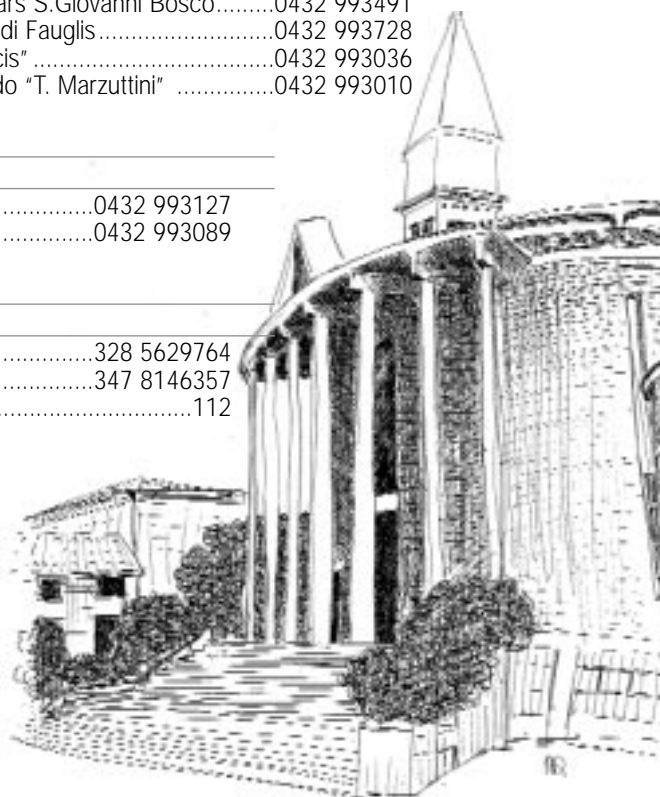 ars S.Giovanni Bosco.........0432 993491
di Fauglis............................0432 993728
cis” ......................................0432 993036
do “T. Marzuttini” ...............0432 993010
..............0432 993127
..............0432 993089
..............328 5629764
..............347 8146357
..............................112